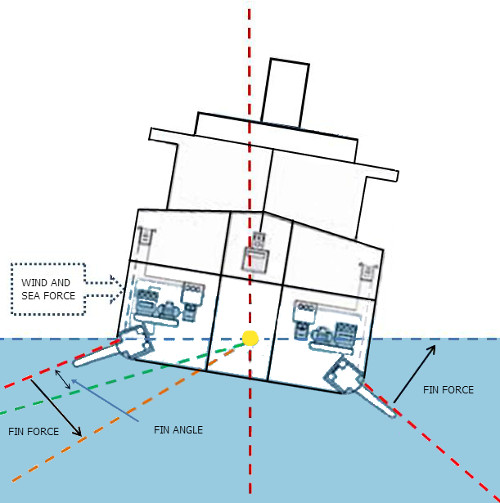 WIND AND
SEA FORCE
FIN FORCE
FIN FORCE
FIN ANGLE